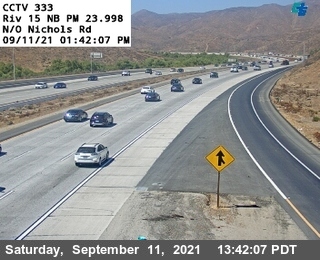 CCTV 333
Riv 15 NB PM 23.998
N/O Nichols Rd
09/11/21 01:42:07 PM
Saturday, September 11, 2021 13:42:07 PDT